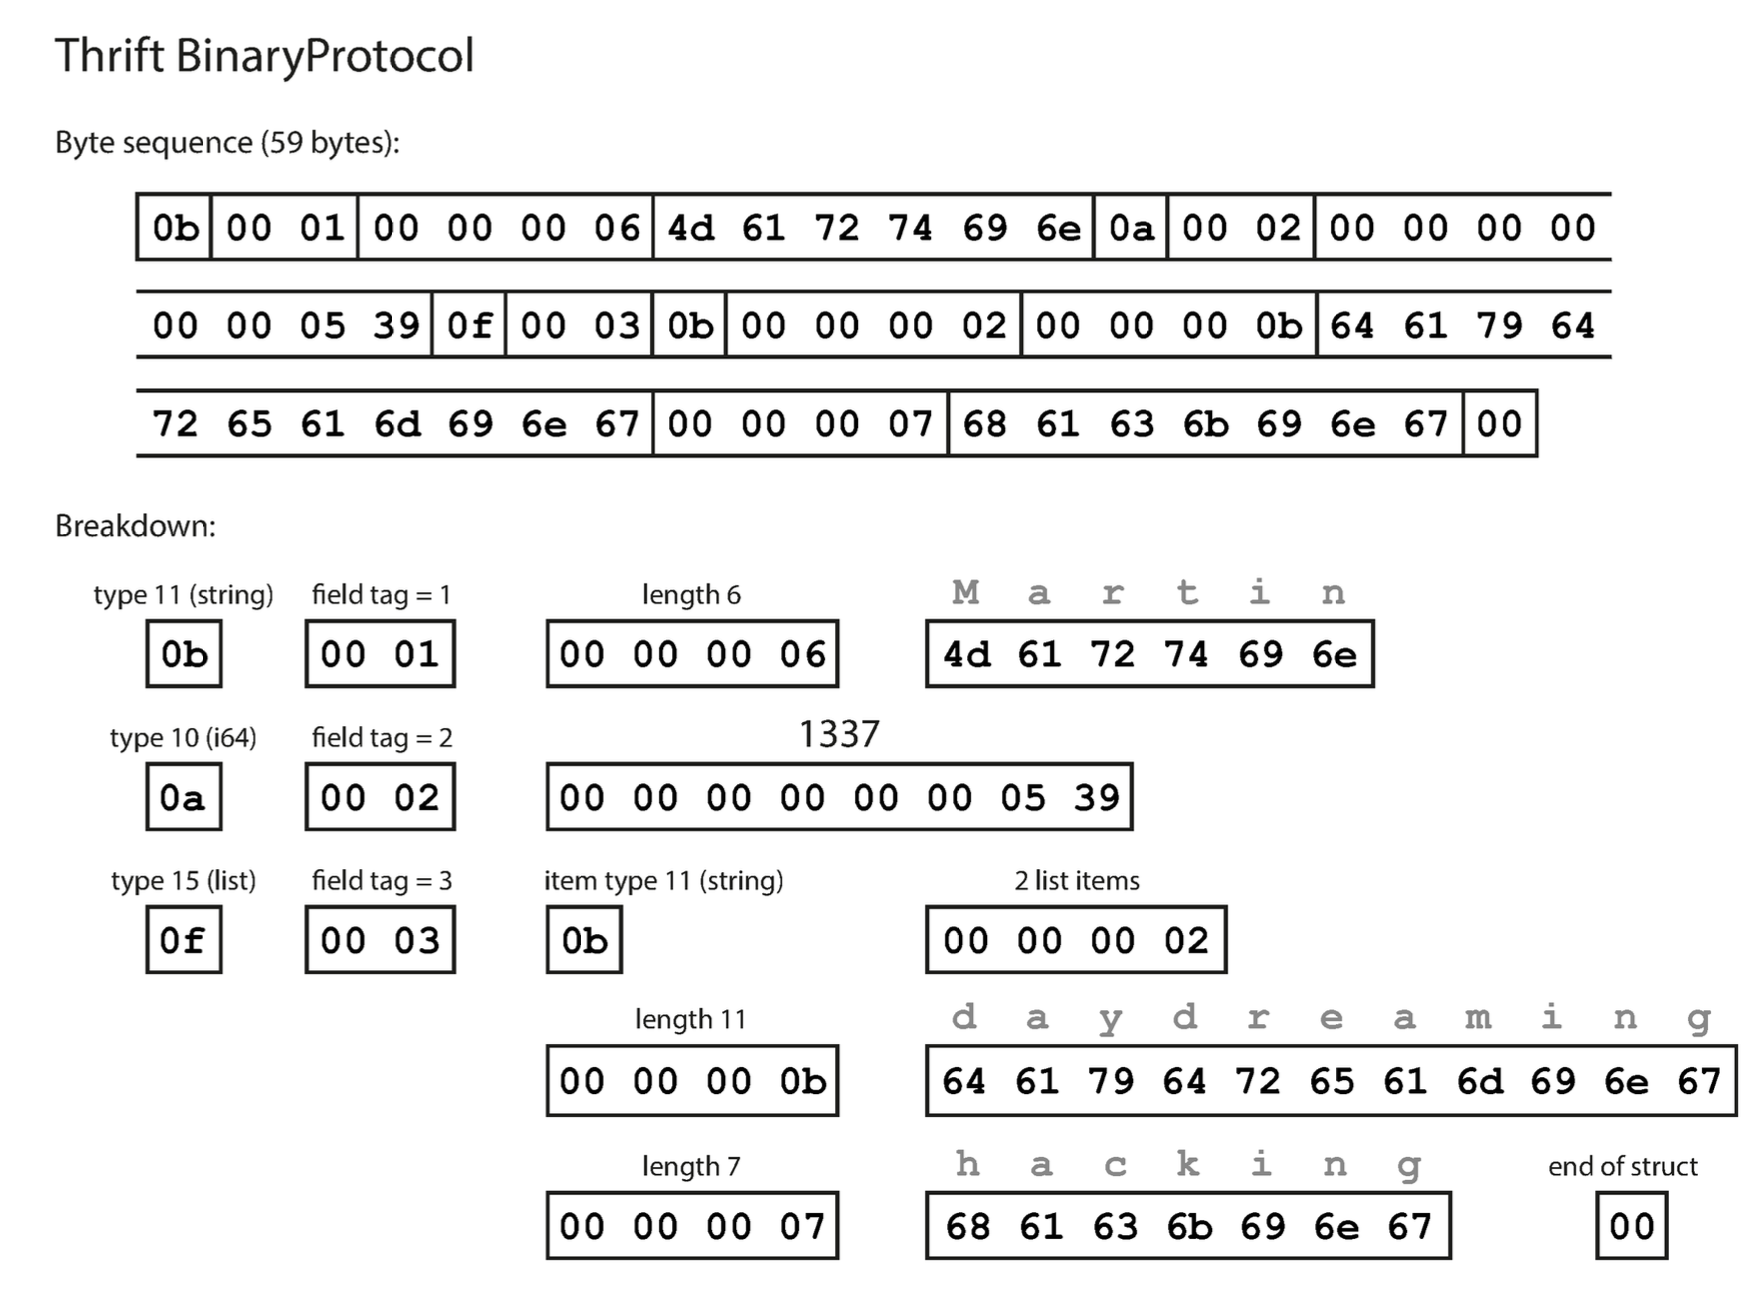 Thrift BinaryProtocol
Byte sequence (59 bytes):
0b 00 01 00 00 00 06 4d 61 72 74 69 6e 0a 00 02 00 00 00 00
00 00 05 39 0f 00 03 0b 00 00 00 02 00 00 00 0b 64 61 79 64
72 65 61 6d 69 6e 67 00 00 00 07 68 61 63 6b 69 6e 67 00
Breakdown:
type 11 (string) field tag = 1 length 6 M a r t i n
0b 00 01 00 00 00 06 4d 61 72 74 69 6e
type 10 (i64) field tag = 2 1337
0a 00 02 00 00 00 00 00 00 05 39
type 15 (list) field tag = 3 item type 11 (string) 2 list items
0f 00 03 0b 00 00 00 02
length 11 d a y d r e a m i n g
00 00 00 0b 64 61 79 64 72 65 61 6d 69 6e 67
length 7 h a c k i n g end of struct
00 00 00 07 68 61 63 6b 69 6e 67 00